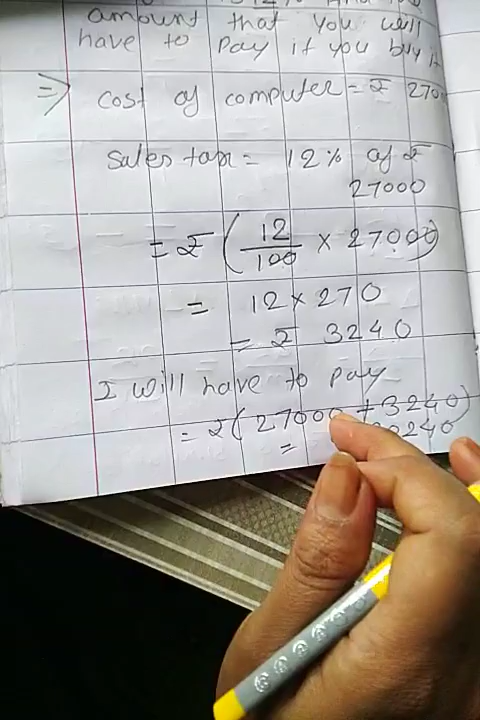 amount that you will
have to pay if you buy it
⇒ cost of computer = ₹ 270
Sales tax = 12% of ₹
27000
= ₹ (12/100 × 27000)
= 12 × 270
= ₹ 3240
I will have to pay
= ₹ (27000 + 3240)
=